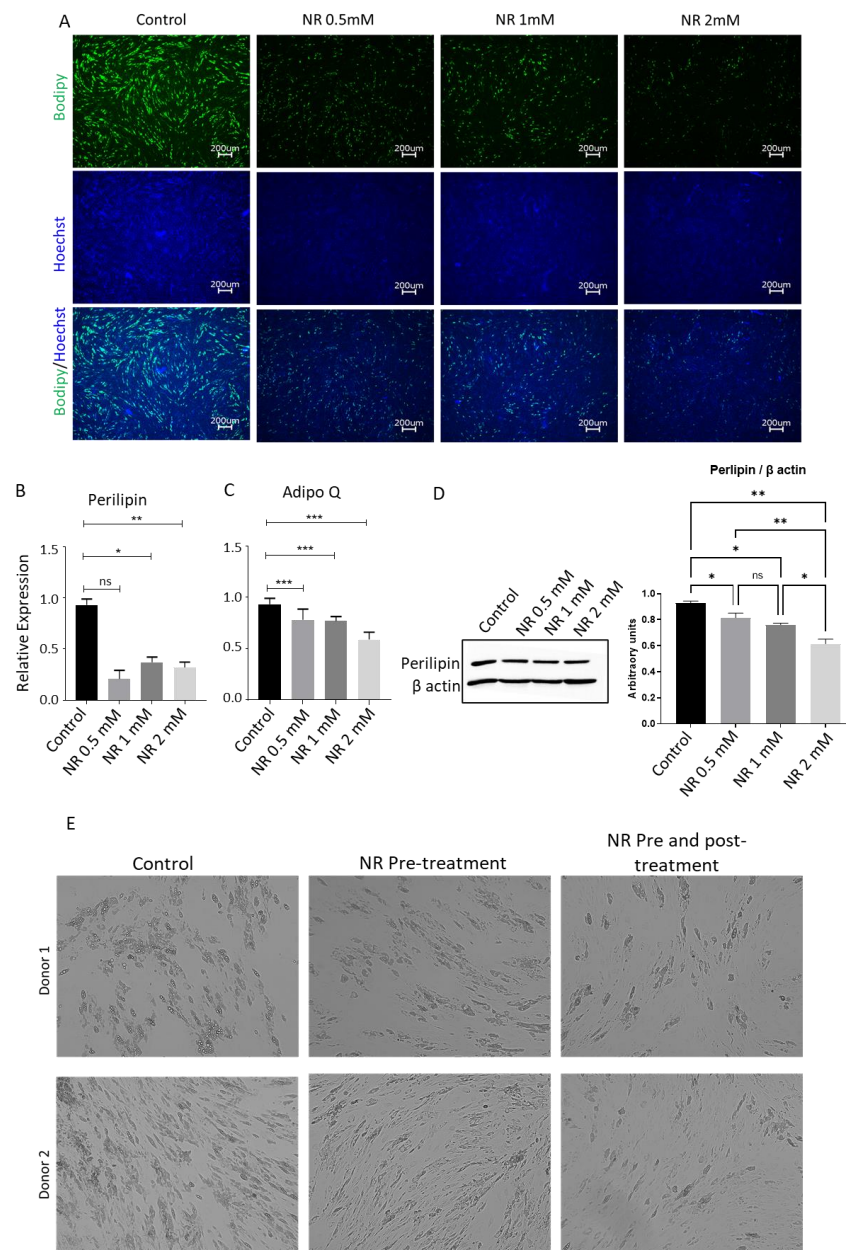 A
Control
NR 0.5mM
NR 1mM
NR 2mM
Bodipy
200um
200um
200um
200um
Hoechst
200um
200um
200um
200um
Bodipy/Hoechst
200um
200um
200um
200um
B
Perilipin
**
*
ns
Relative Expression
1.5
1.0
0.5
0.0
Control
NR 0.5 mM
NR 1 mM
NR 2 mM
C
Adipo Q
***
***
***
1.5
1.0
0.5
0.0
Control
NR 0.5 mM
NR 1 mM
NR 2 mM
D
Control
NR 0.5 mM
NR 1 mM
NR 2 mM
Perilipin
β actin
Perlipin / β actin
**
**
*
*
ns
*
Arbitraory units
1.0
0.8
0.6
0.4
0.2
0.0
Control
NR 0.5 mM
NR 1 mM
NR 2 mM
E
Control
NR Pre-treatment
NR Pre and post-
treatment
Donor 1
Donor 2